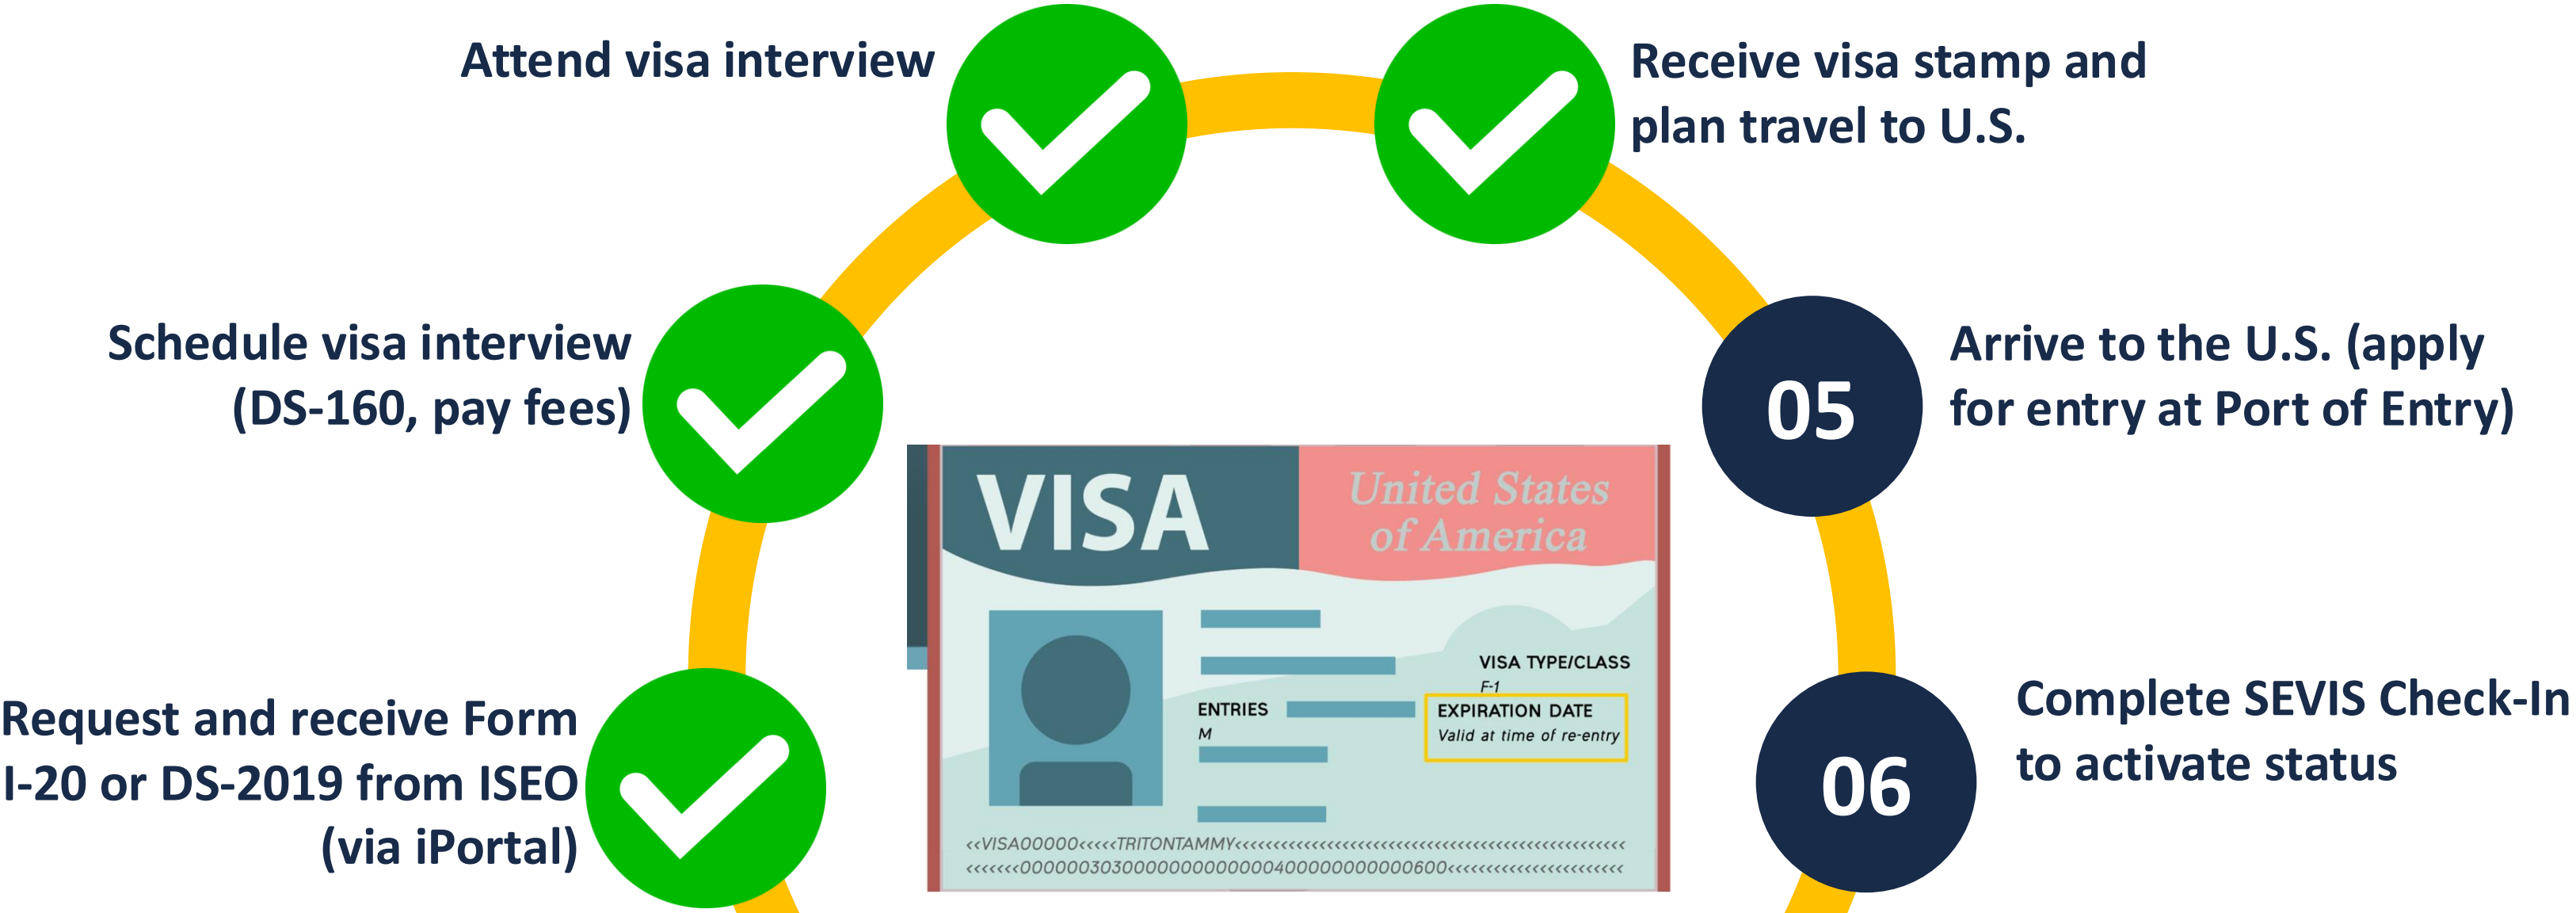 Attend visa interview
Receive visa stamp and
plan travel to U.S.
Schedule visa interview
(DS-160, pay fees)
05
Arrive to the U.S. (apply
for entry at Port of Entry)
Request and receive Form
I-20 or DS-2019 from ISEO
(via iPortal)
06
Complete SEVIS Check-In
to activate status
VISA
United States
of America
VISA TYPE/CLASS
F-1
ENTRIES
M
EXPIRATION DATE
Valid at time of re-entry
<<VISA00000<<<<<TRITONTAMMY<<<<<<<<<<<<<<<<<<<<<<<<<<<<<<<<<<<<<<<<<<<<<<<<<<<<
<<<<<<<0000003030000000000000400000000000600<<<<<<<<<<<<<<<<<<<<<<<